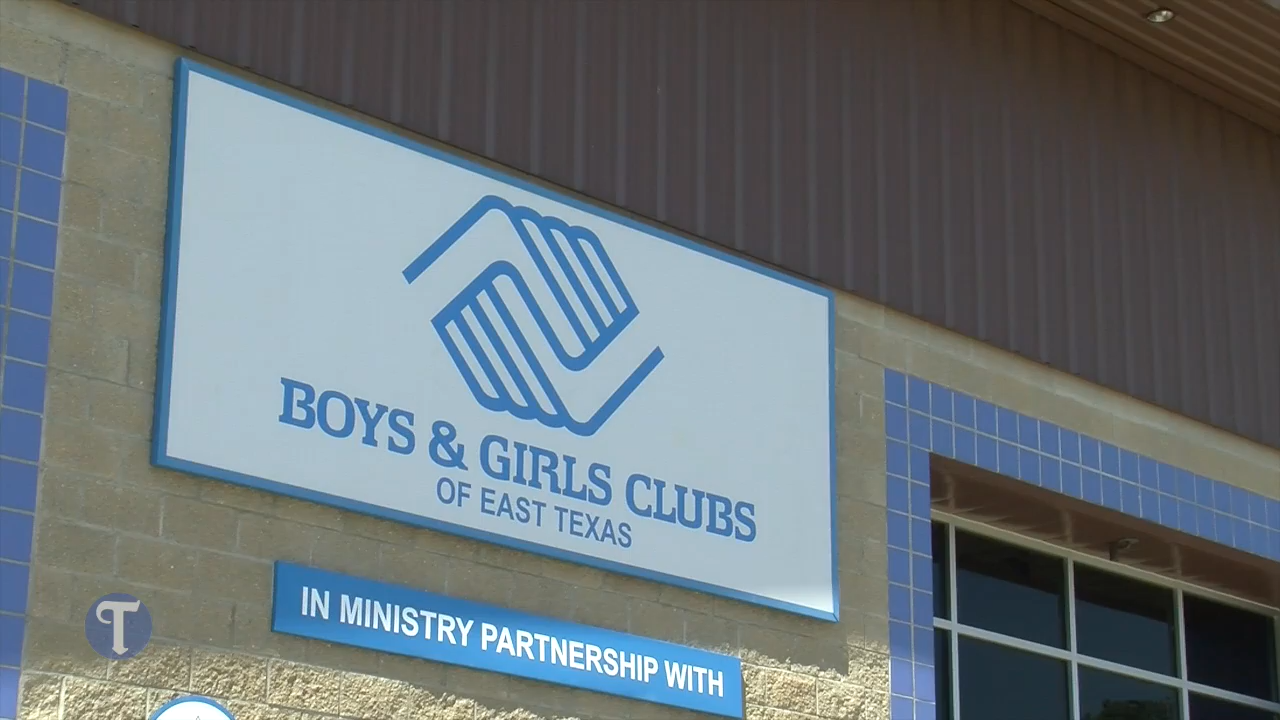 BOYS & GIRLS CLUBS
OF EAST TEXAS
IN MINISTRY PARTNERSHIP WITH
T